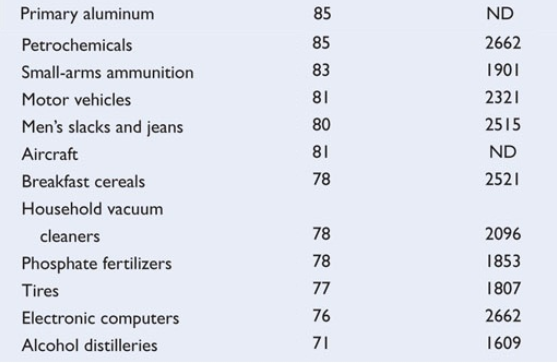 Primary aluminum 85 ND
Petrochemicals 85 2662
Small-arms ammunition 83 1901
Motor vehicles 81 2321
Men's slacks and jeans 80 2515
Aircraft 81 ND
Breakfast cereals 78 2521
Household vacuum
cleaners 78 2096
Phosphate fertilizers 78 1853
Tires 77 1807
Electronic computers 76 2662
Alcohol distilleries 71 1609